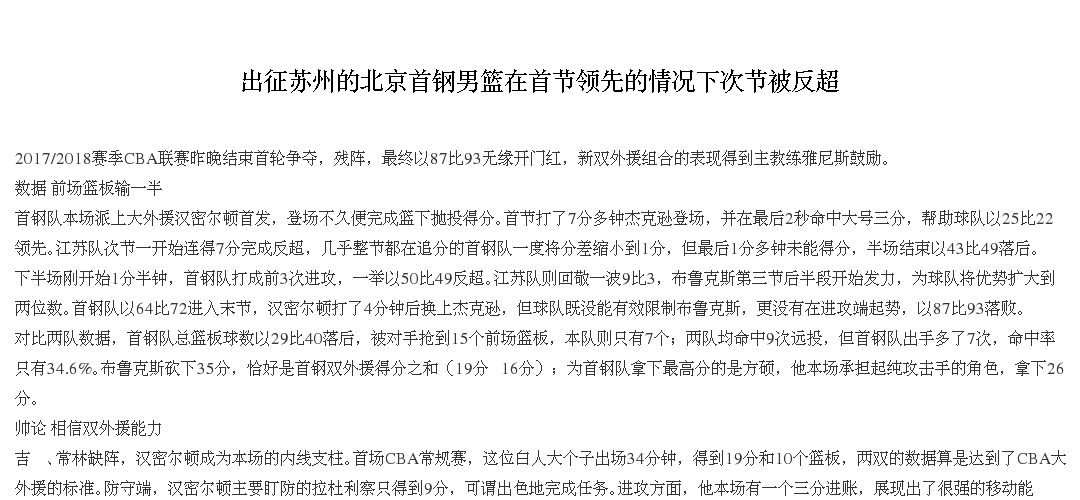 出征苏州的北京首钢男篮在首节领先的情况下次节被反超
2017/2018赛季CBA联赛昨晚结束首轮争夺，残阵，最终以87比93无缘开门红，新双外援组合的表现得到主教练雅尼斯鼓励。
数据 前场篮板输一半
首钢队本场派上大外援汉密尔顿首发，登场不久便完成篮下抛投得分。首节打了7分多钟杰克逊登场，并在最后2秒命中大号三分，帮助球队以25比22
领先。江苏队次节一开始连得7分完成反超，几乎整节都在追分的首钢队一度将分差缩小到1分，但最后1分多钟未能得分，半场结束以43比49落后。
下半场刚开始1分半钟，首钢队打成前3次进攻，一举以50比49反超。江苏队则回敬一波9比3，布鲁克斯第三节后半段开始发力，为球队将优势扩大到
两位数。首钢队以64比72进入末节，汉密尔顿打了4分钟后换上杰克逊，但球队既没能有效限制布鲁克斯，更没有在进攻端起势，以87比93落败。
对比两队数据，首钢队总篮板球数以29比40落后，被对手抢到15个前场篮板，本队则只有7个；两队均命中9次远投，但首钢队出手多了7次，命中率
只有34.6%。布鲁克斯砍下35分，恰好是首钢双外援得分之和（19分 16分）；为首钢队拿下最高分的是方硕，他本场承担起纯攻击手的角色，拿下26
分。
帅论 相信双外援能力
吉 、常林缺阵，汉密尔顿成为本场的内线支柱。首场CBA常规赛，这位白人大个子出场34分钟，得到19分和10个篮板，两双的数据算是达到了CBA大
外援的标准。防守端，汉密尔顿主要盯防的拉杜利察只得到9分，可谓出色地完成任务。进攻方面，他本场有一个三分进账，展现出了很强的移动能